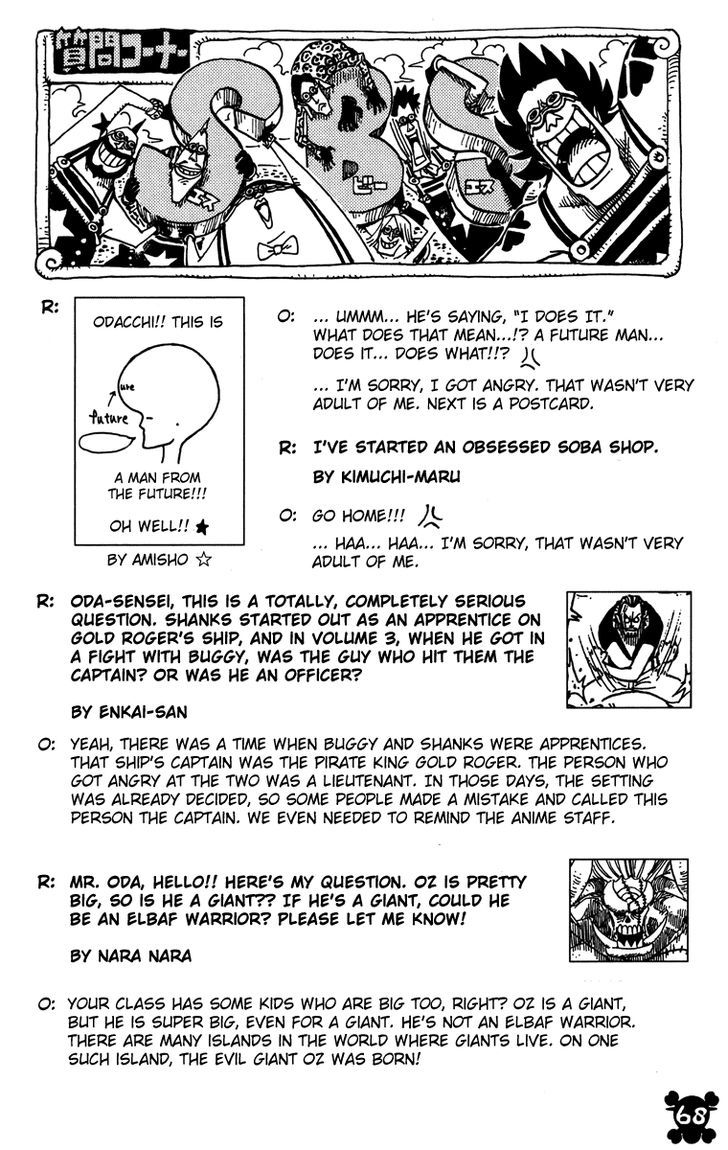 質問コーナー
SBS
R:
ODACCHI!! THIS IS
ure
future
A MAN FROM
THE FUTURE!!!
OH WELL!! ★
BY AMISHO ☆
O: ... UMMM... HE'S SAYING, "I DOES IT."
WHAT DOES THAT MEAN...!? A FUTURE MAN...
DOES IT... DOES WHAT!!?
... I'M SORRY, I GOT ANGRY. THAT WASN'T VERY
ADULT OF ME. NEXT IS A POSTCARD.
R: I'VE STARTED AN OBSESSED SOBA SHOP.
BY KIMUCHI-MARU
O: GO HOME!!!
... HAA... HAA... I'M SORRY, THAT WASN'T VERY
ADULT OF ME.
R: ODA-SENSEI, THIS IS A TOTALLY, COMPLETELY SERIOUS
QUESTION. SHANKS STARTED OUT AS AN APPRENTICE ON
GOLD ROGER'S SHIP, AND IN VOLUME 3, WHEN HE GOT IN
A FIGHT WITH BUGGY, WAS THE GUY WHO HIT THEM THE
CAPTAIN? OR WAS HE AN OFFICER?
BY ENKAI-SAN
O: YEAH, THERE WAS A TIME WHEN BUGGY AND SHANKS WERE APPRENTICES.
THAT SHIP'S CAPTAIN WAS THE PIRATE KING GOLD ROGER. THE PERSON WHO
GOT ANGRY AT THE TWO WAS A LIEUTENANT. IN THOSE DAYS, THE SETTING
WAS ALREADY DECIDED, SO SOME PEOPLE MADE A MISTAKE AND CALLED THIS
PERSON THE CAPTAIN. WE EVEN NEEDED TO REMIND THE ANIME STAFF.
R: MR. ODA, HELLO!! HERE'S MY QUESTION. OZ IS PRETTY
BIG, SO IS HE A GIANT?? IF HE'S A GIANT, COULD HE
BE AN ELBAF WARRIOR? PLEASE LET ME KNOW!
BY NARA NARA
O: YOUR CLASS HAS SOME KIDS WHO ARE BIG TOO, RIGHT? OZ IS A GIANT,
BUT HE IS SUPER BIG, EVEN FOR A GIANT. HE'S NOT AN ELBAF WARRIOR.
THERE ARE MANY ISLANDS IN THE WORLD WHERE GIANTS LIVE. ON ONE
SUCH ISLAND, THE EVIL GIANT OZ WAS BORN!
68